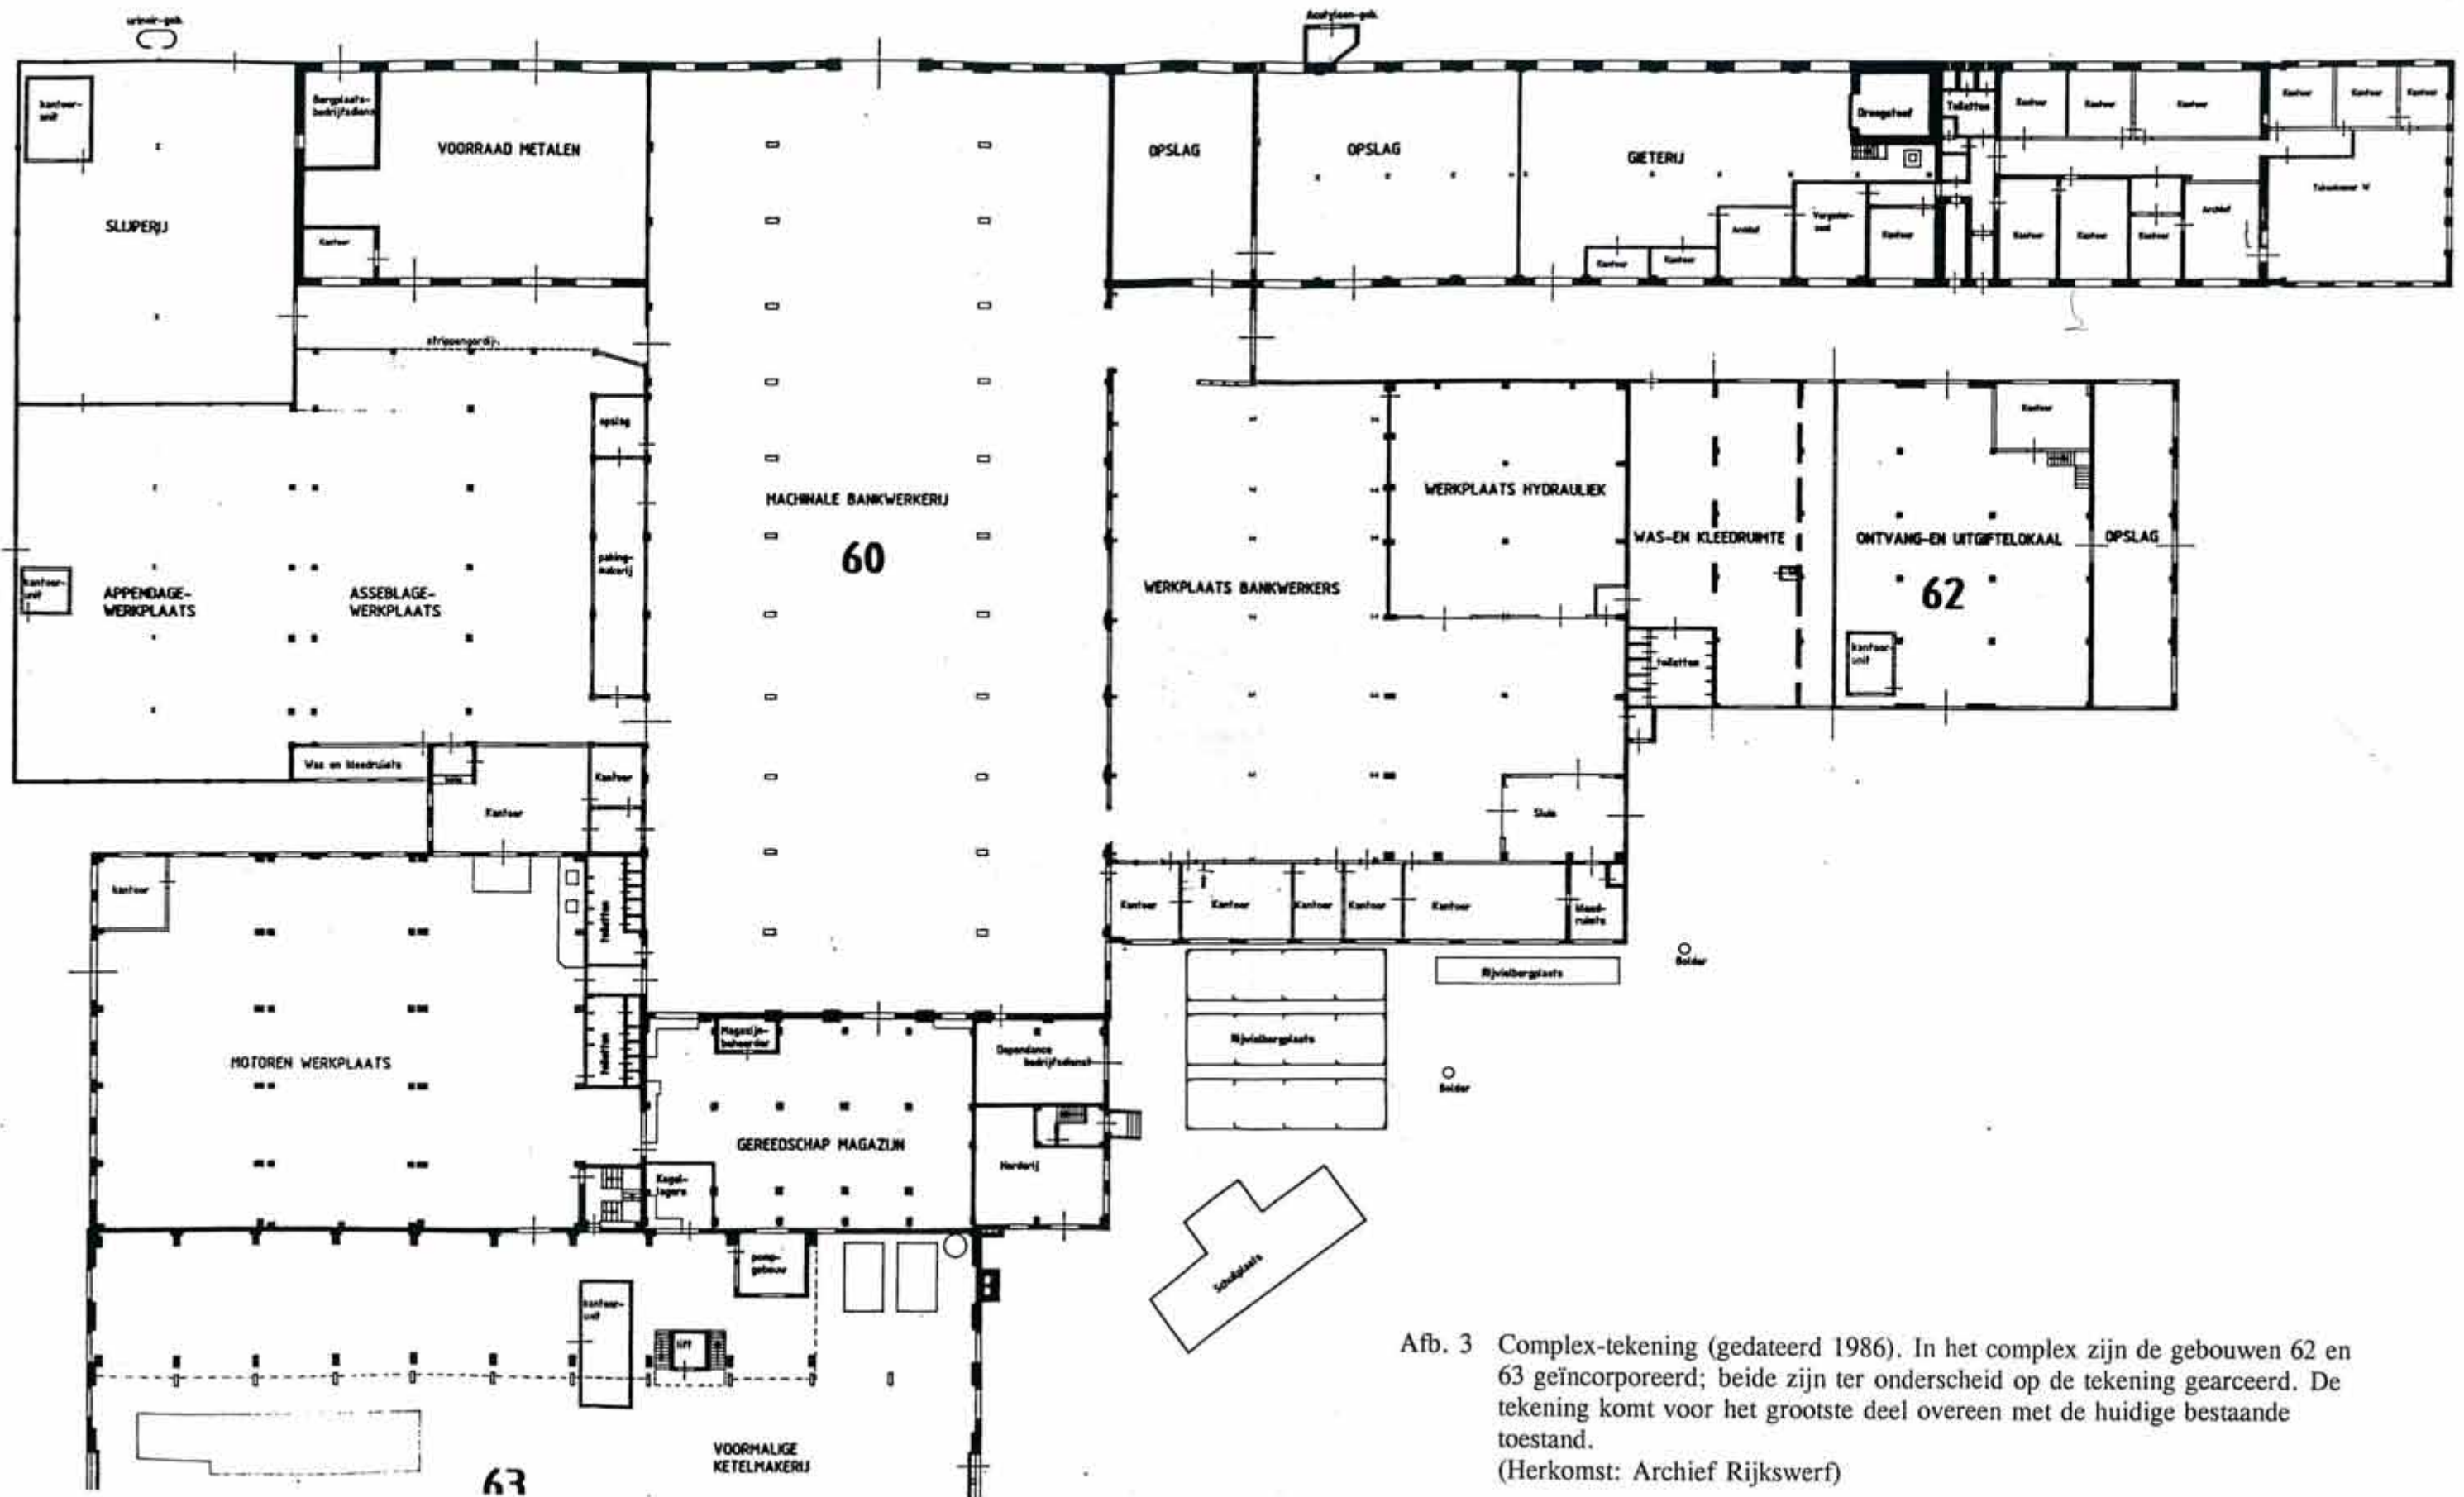 urinoir-geb.
Acetyleen-geb.
kantoor-
unit
Bergplaats-
bedrijfsdienst
VOORRAAD METALEN
OPSLAG
OPSLAG
GIETERIJ
Droogstoof
Toiletten
Kantoor
Kantoor
Kantoor
Kantoor
Kantoor
Kantoor
SLIJPERIJ
Kantoor
Kantoor
Kantoor
Archief
Kantoor
Kantoor
Kantoor
Kantoor
Archief
Tekenkamer W
strippengordijn
opslag
Kantoor
MACHINALE BANKWERKERIJ
60
WERKPLAATS HYDRAULIEK
WAS-EN KLEEDRUIMTE
ONTVANG-EN UITGIFTELOKAAL
OPSLAG
62
paking-
makerij
kantoor-
unit
APPENDAGE-
WERKPLAATS
ASSEBLAGE-
WERKPLAATS
WERKPLAATS BANKWERKERS
toiletten
kantoor
unit
Was en kleedruimte
Kantoor
Kantoor
Sluis
kantoor
toiletten
Kantoor
Kantoor
Kantoor
Kantoor
Kantoor
kleed-
ruimte
Bolder
Rijwielbergplaats
Rijwielbergplaats
Bolder
MOTOREN WERKPLAATS
toiletten
Magazijn-
beheerder
Dependance
bedrijfsdienst
GEREEDSCHAP MAGAZIJN
Harderij
Kogel-
lagers
pomp-
gebouw
Schuilplaats
kantoor-
unit
lift
VOORMALIGE
KETELMAKERIJ
63
Afb. 3 Complex-tekening (gedateerd 1986). In het complex zijn de gebouwen 62 en
63 geïncorporeerd; beide zijn ter onderscheid op de tekening gearceerd. De
tekening komt voor het grootste deel overeen met de huidige bestaande
toestand.
(Herkomst: Archief Rijkswerf)